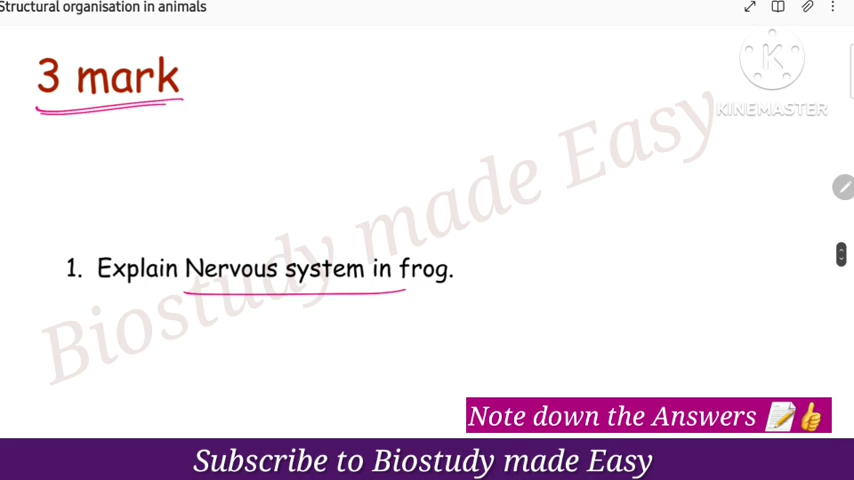 Structural organisation in animals
3 mark
KINEMASTER
Biostudy made Easy
1. Explain Nervous system in frog.
Note down the Answers 📝👍
Subscribe to Biostudy made Easy